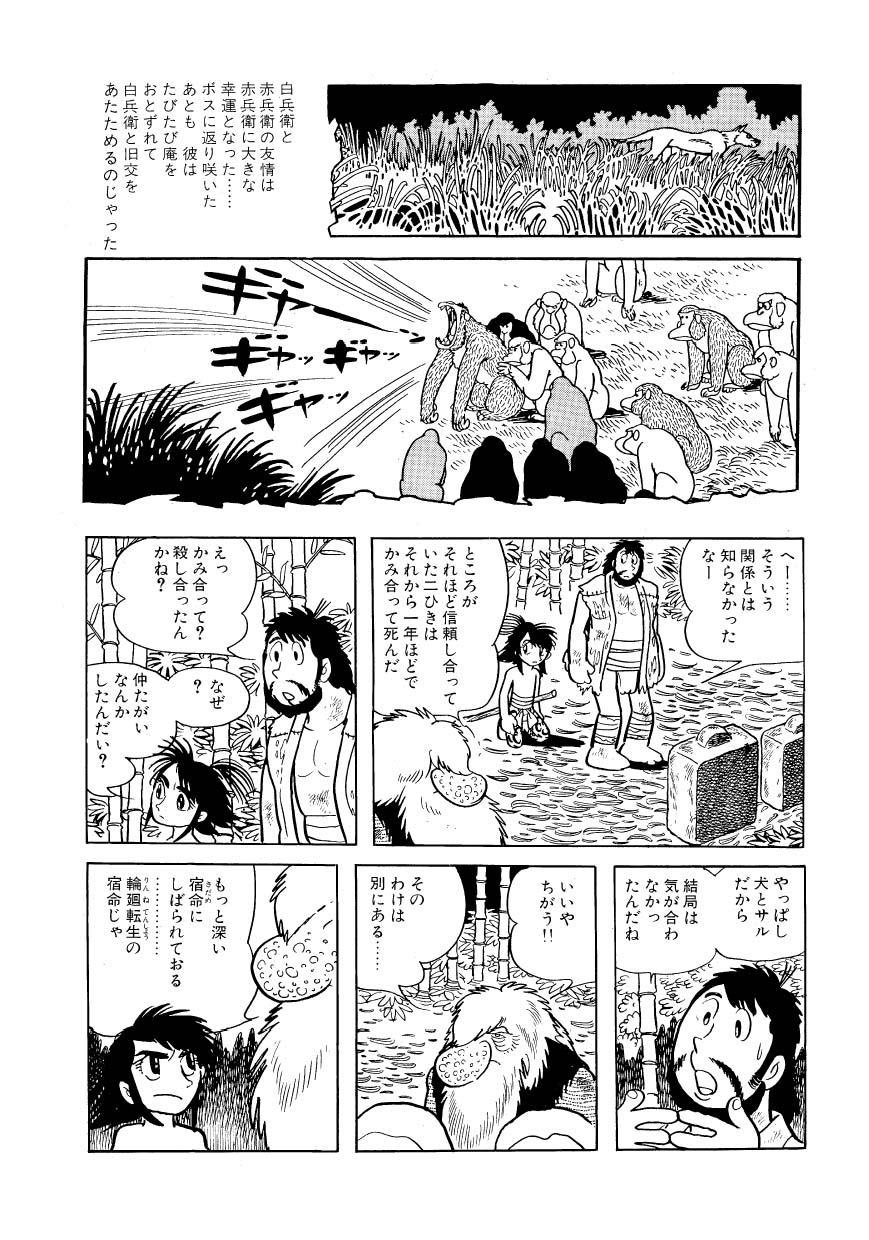 白兵衛と
赤兵衛の友情は
赤兵衛に大きな
幸運となった……
ボスに返り咲いた
あとも　彼は
たびたび庵を
おとずれて
白兵衛と旧交を
あたためるのじゃった
ギャー
ギャッ
ギャッ
ギャッ
へー……
そういう
関係とは
知らなかった
なー
ところが
それほど信頼し合って
いた二ひきは
それから一年ほどで
かみ合って死んだ
えっ
かみ合って?
殺し合ったん
かね?
なぜ
?
仲たがい
なんか
したんだい?
やっぱし
犬とサル
だから
結局は
気が合わ
なかっ
たんだね
いいや
ちがう!!
その
わけは
別にある……
もっと深い
宿命に
きだめ
しばられておる
……………
輪廻転生の
りんねてんしょう
宿命じゃ